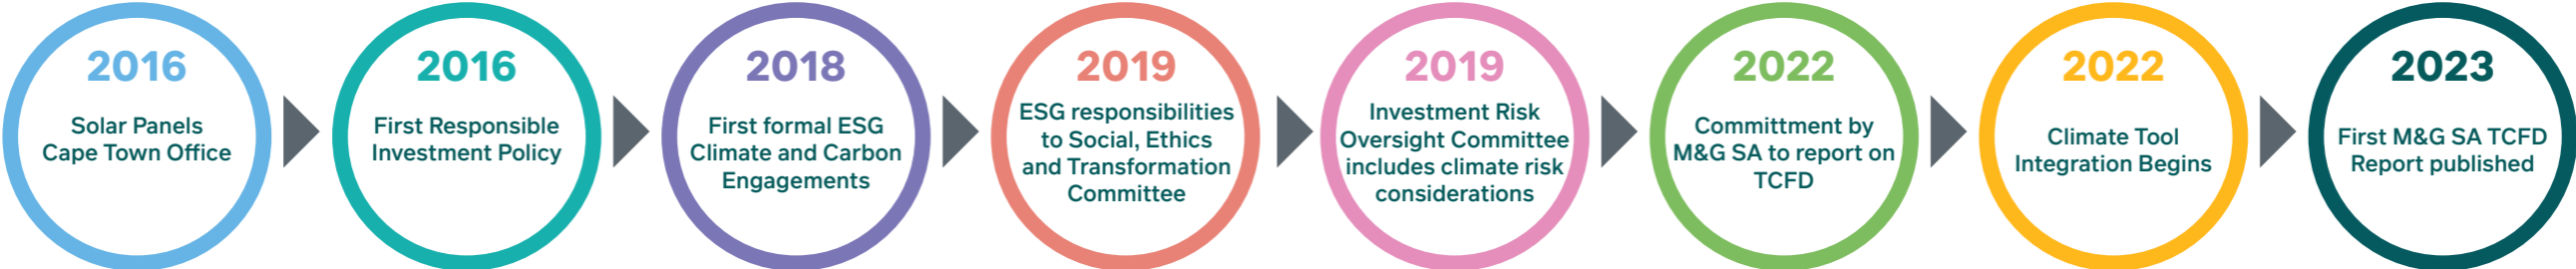 2016
Solar Panels
Cape Town Office
2016
First Responsible
Investment Policy
2018
First formal ESG
Climate and Carbon
Engagements
2019
ESG responsibilities
to Social, Ethics
and Transformation
Committee
2019
Investment Risk
Oversight Committee
includes climate risk
considerations
2022
Committment by
M&G SA to report on
TCFD
2022
Climate Tool
Integration Begins
2023
First M&G SA TCFD
Report published